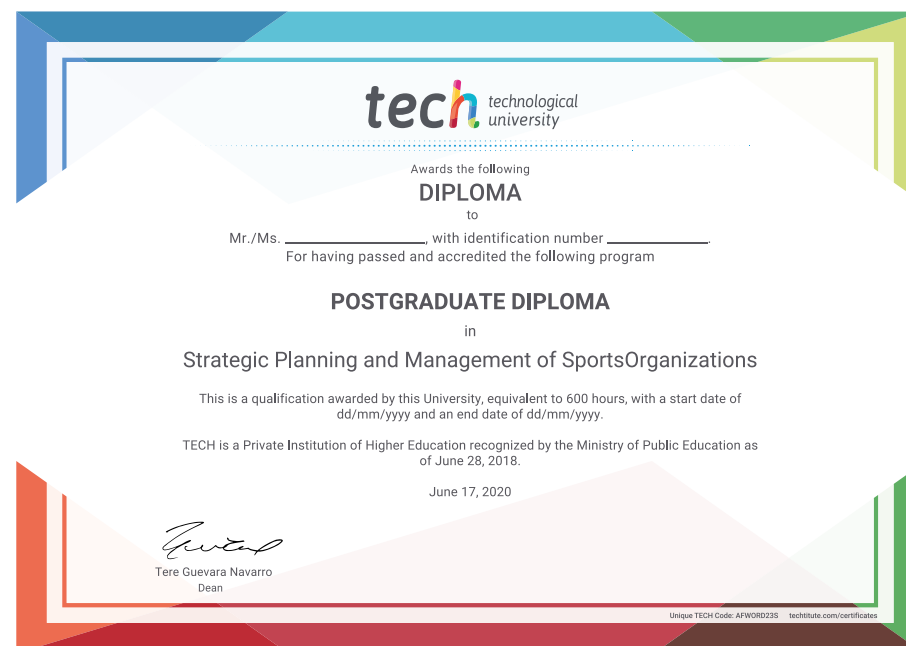 tech technological
university
Awards the following
DIPLOMA
to
Mr./Ms. ____________________, with identification number ______________.
For having passed and accredited the following program
POSTGRADUATE DIPLOMA
in
Strategic Planning and Management of SportsOrganizations
This is a qualification awarded by this University, equivalent to 600 hours, with a start date of
dd/mm/yyyy and an end date of dd/mm/yyyy.
TECH is a Private Institution of Higher Education recognized by the Ministry of Public Education as
of June 28, 2018.
June 17, 2020
Tere Guevara Navarro
Dean
Unique TECH Code: AFWORD23S techtitute.com/certificates